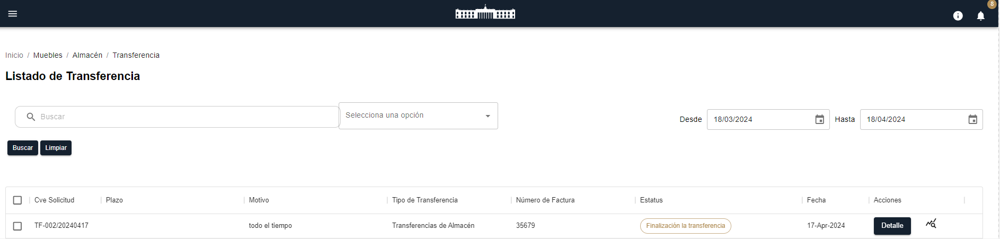 8
Inicio / Muebles / Almacén / Transferencia
Listado de Transferencia
Buscar
Selecciona una opción
Desde 18/03/2024 Hasta 18/04/2024
Buscar Limpiar
Cve Solicitud Plazo Motivo Tipo de Transferencia Número de Factura Estatus Fecha Acciones
TF-002/20240417 todo el tiempo Transferencias de Almacén 35679 Finalización la transferencia 17-Apr-2024 Detalle